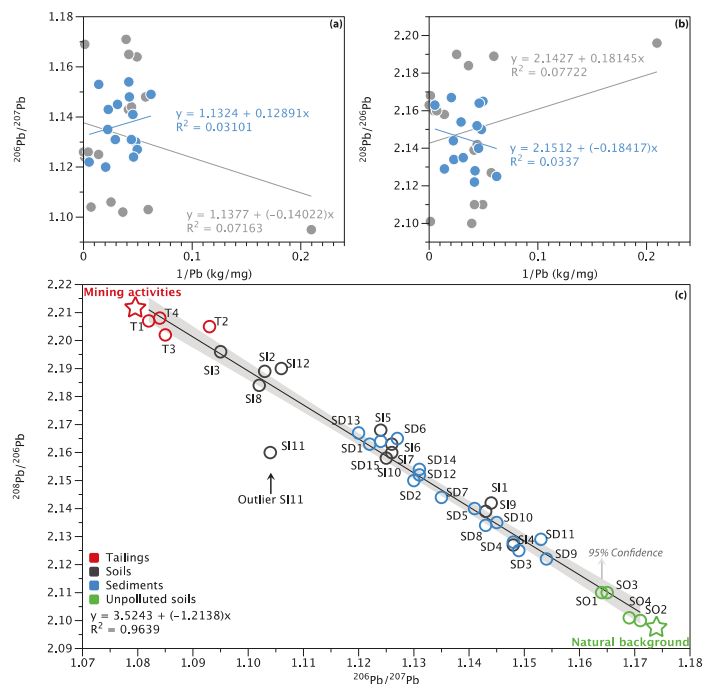 1.18
1.16
1.14
1.12
1.10
0
0.1
0.2
(a)
y = 1.1324 + 0.12891x
R² = 0.03101
y = 1.1377 + (-0.14022)x
R² = 0.07163
206Pb/207Pb
1/Pb (kg/mg)
2.20
2.18
2.16
2.14
2.12
2.10
0
0.1
0.2
(b)
y = 2.1427 + 0.18145x
R² = 0.07722
y = 2.1512 + (-0.18417)x
R² = 0.0337
208Pb/206Pb
1/Pb (kg/mg)
2,22
2,21
2.20
2.19
2.18
2.17
2.16
2.15
2.14
2.13
2.12
2.11
2.10
2.09
208Pb/206Pb
(c)
Mining activities
T1
T4
T2
T3
SI3
SI2
SI12
SI8
SI11
Outlier SI11
SD13
SI5
SD6
SD1
SI6
SI7
SD15
SI10
SD14
SD12
SD2
SD7
SI1
SI9
SD5
SD10
SD8
SD4
SI4
SD11
SD3
SD9
95% Confidence
SO3
SO1
SO4
SO2
Natural background
Tailings
Soils
Sediments
Unpolluted soils
y = 3.5243 + (-1.2138)x
R² = 0.9639
1.07
1.08
1.09
1.10
1.11
1.12
1.13
1.14
1.15
1.16
1.17
1.18
206Pb/207Pb